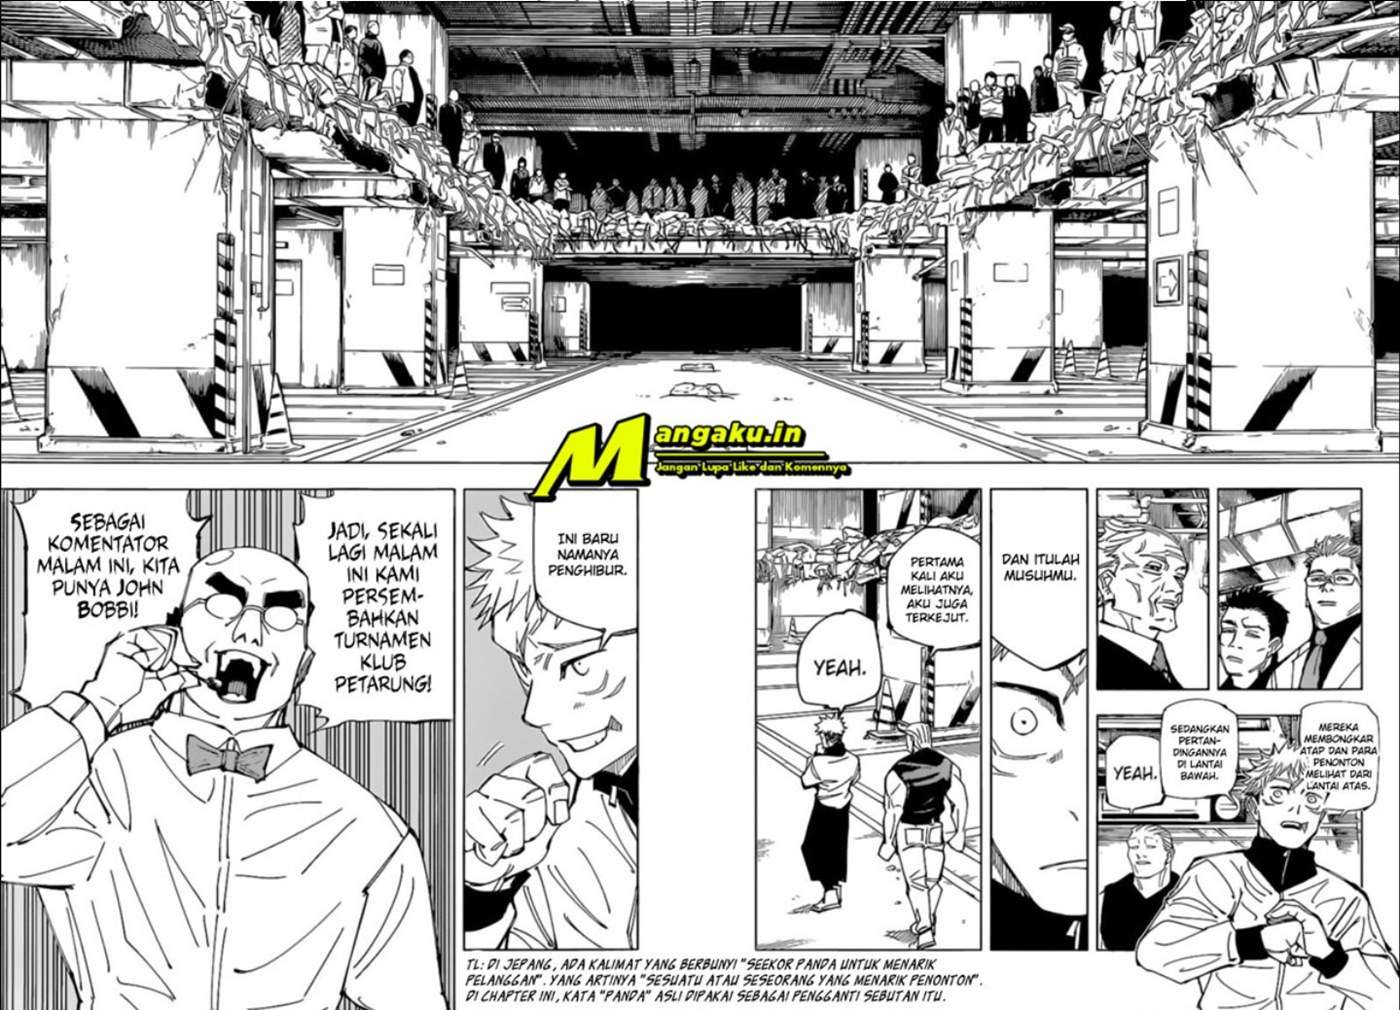 Mangaku.in
Jangan Lupa Like dan Komennya
MEREKA
MEMBONGKAR
ATAP DAN PARA
PENONTON
MELIHAT DARI
LANTAI ATAS.
SEDANGKAN
PERTAN-
DINGANNYA
DI LANTAI
BAWAH.
YEAH.
DAN ITULAH
MUSUHMU.
PERTAMA
KALI AKU
MELIHATNYA,
AKU JUGA
TERKEJUT.
YEAH.
INI BARU
NAMANYA
PENGHIBUR.
JADI, SEKALI
LAGI MALAM
INI KAMI
PERSEM-
BAHKAN
TURNAMEN
KLUB
PETARUNG!
SEBAGAI
KOMENTATOR
MALAM INI, KITA
PUNYA JOHN
BOBBI!
TL: DI JEPANG, ADA KALIMAT YANG BERBUNYI "SEEKOR PANDA UNTUK MENARIK
PELANGGAN". YANG ARTINYA "SESUATU ATAU SESEORANG YANG MENARIK PENONTON".
DI CHAPTER INI, KATA "PANDA" ASLI DIPAKAI SEBAGAI PENGGANTI SEBUTAN ITU.